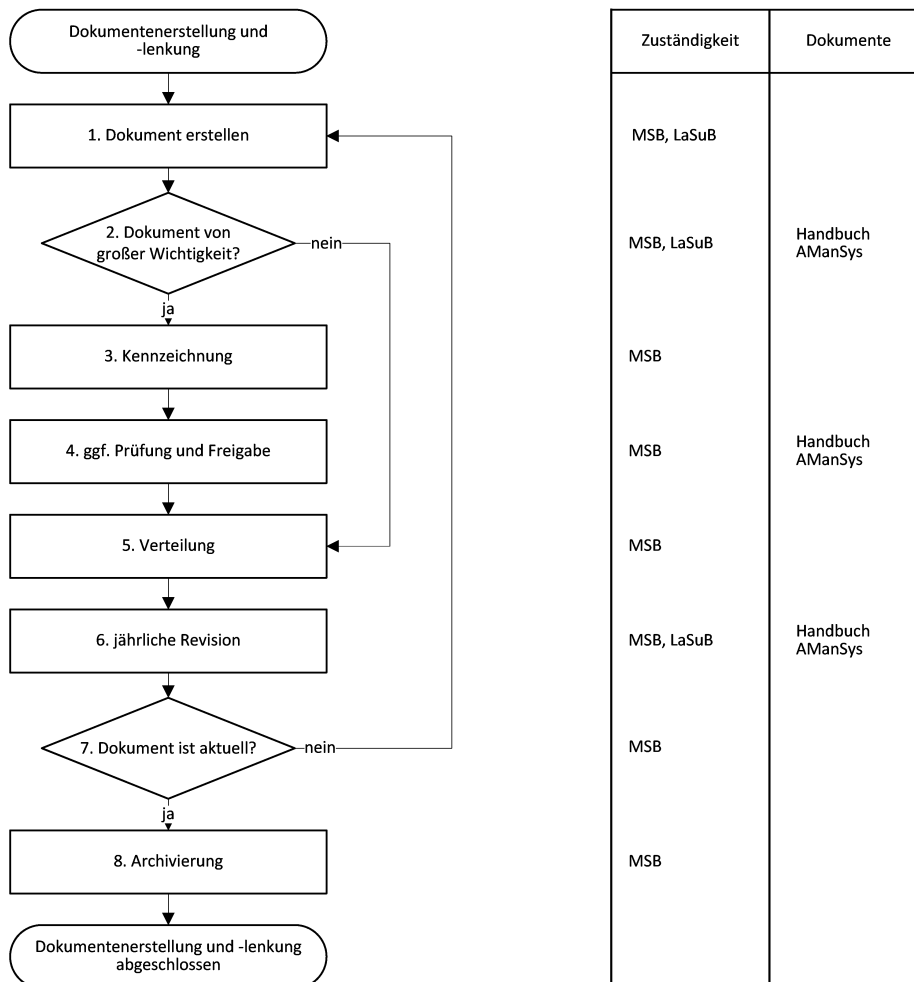 Dokumentenerstellung und
-lenkung
Zuständigkeit
Dokumente
1. Dokument erstellen
MSB, LaSuB
2. Dokument von
großer Wichtigkeit?
nein
MSB, LaSuB
Handbuch
AManSys
ja
3. Kennzeichnung
MSB
4. ggf. Prüfung und Freigabe
MSB
Handbuch
AManSys
5. Verteilung
MSB
6. jährliche Revision
MSB, LaSuB
Handbuch
AManSys
7. Dokument ist aktuell?
nein
MSB
ja
8. Archivierung
MSB
Dokumentenerstellung und -lenkung
abgeschlossen